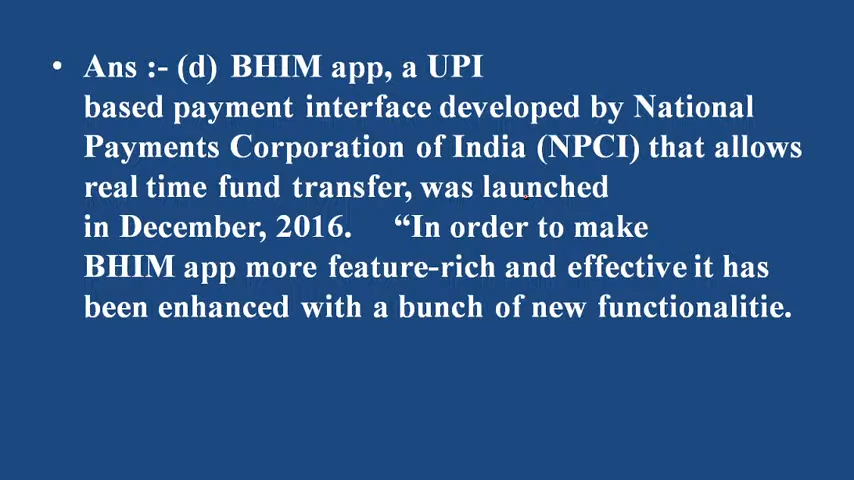 • Ans :- (d) BHIM app, a UPI
based payment interface developed by National
Payments Corporation of India (NPCI) that allows
real time fund transfer, was launched
in December, 2016. “In order to make
BHIM app more feature-rich and effective it has
been enhanced with a bunch of new functionalitie.